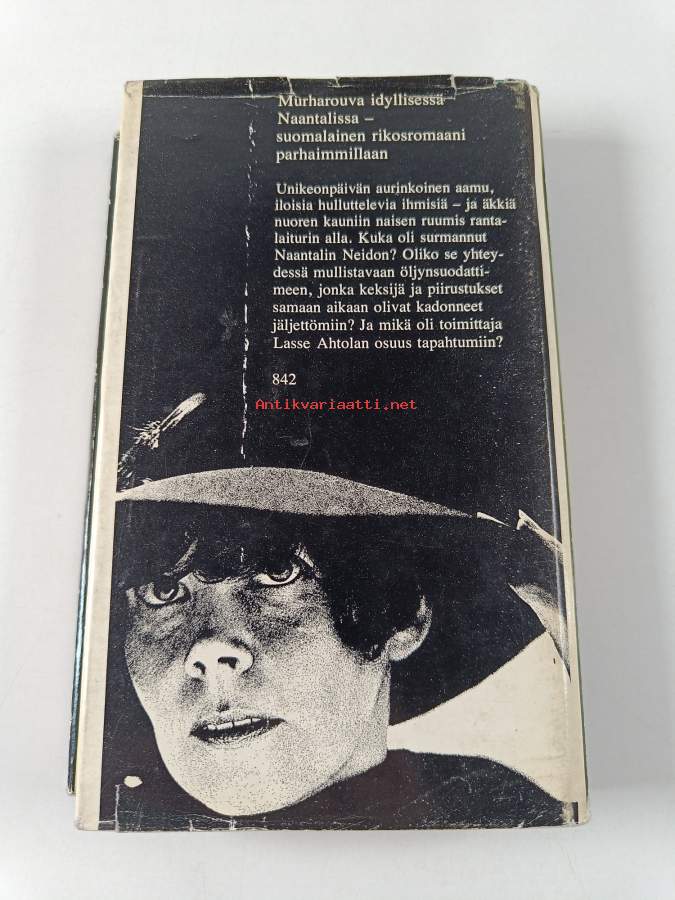 Murharouva idyllisessä
Naantalissa –
suomalainen rikosromaani
parhaimmillaan
Unikeonpäivän aurinkoinen aamu,
iloisia hulluttelevia ihmisiä – ja äkkiä
nuoren kauniin naisen ruumis ranta-
laiturin alla. Kuka oli surmannut
Naantalin Neidon? Oliko se yhtey-
dessä mullistavaan öljynsuodatti-
meen, jonka keksijä ja piirustukset
samaan aikaan olivat kadonneet
jäljettömiin? Ja mikä oli toimittaja
Lasse Ahtolan osuus tapahtumiin?
842
Antikvariaatti.net